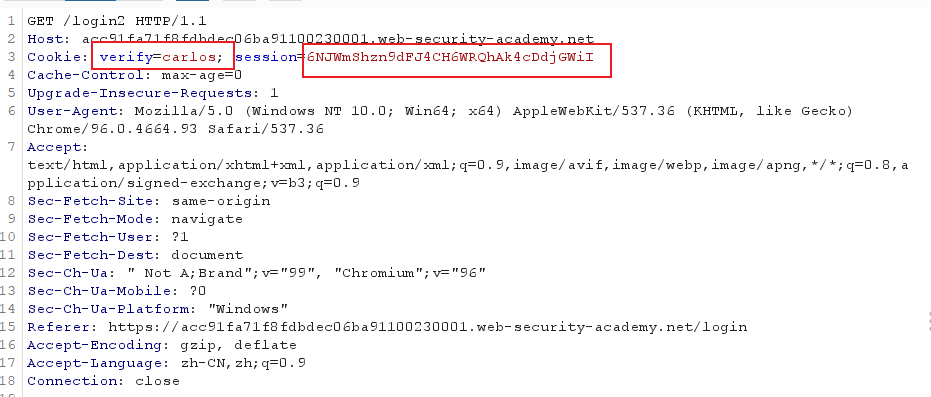 1 GET /login2 HTTP/1.1
2 Host: acc91fa71f8fdbdec06ba91100230001.web-security-academy.net
3 Cookie: verify=carlos; session=6NJWmShzn9dFJ4CH6WRQhAk4cDdjGWiI
4 Cache-Control: max-age=0
5 Upgrade-Insecure-Requests: 1
6 User-Agent: Mozilla/5.0 (Windows NT 10.0; Win64; x64) AppleWebKit/537.36 (KHTML, like Gecko)
Chrome/96.0.4664.93 Safari/537.36
7 Accept:
text/html,application/xhtml+xml,application/xml;q=0.9,image/avif,image/webp,image/apng,*/*;q=0.8,a
pplication/signed-exchange;v=b3;q=0.9
8 Sec-Fetch-Site: same-origin
9 Sec-Fetch-Mode: navigate
10 Sec-Fetch-User: ?1
11 Sec-Fetch-Dest: document
12 Sec-Ch-Ua: " Not A;Brand";v="99", "Chromium";v="96"
13 Sec-Ch-Ua-Mobile: ?0
14 Sec-Ch-Ua-Platform: "Windows"
15 Referer: https://acc91fa71f8fdbdec06ba91100230001.web-security-academy.net/login
16 Accept-Encoding: gzip, deflate
17 Accept-Language: zh-CN,zh;q=0.9
18 Connection: close